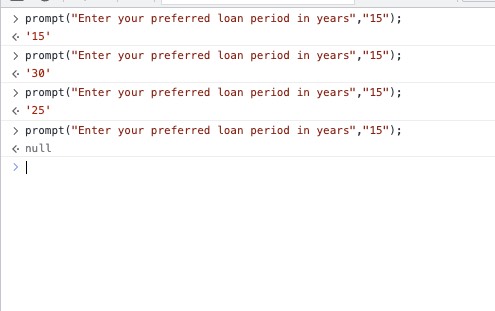 > prompt("Enter your preferred loan period in years","15");
<· '15'
> prompt("Enter your preferred loan period in years","15");
<· '30'
> prompt("Enter your preferred loan period in years","15");
<· '25'
> prompt("Enter your preferred loan period in years","15");
<· null
>